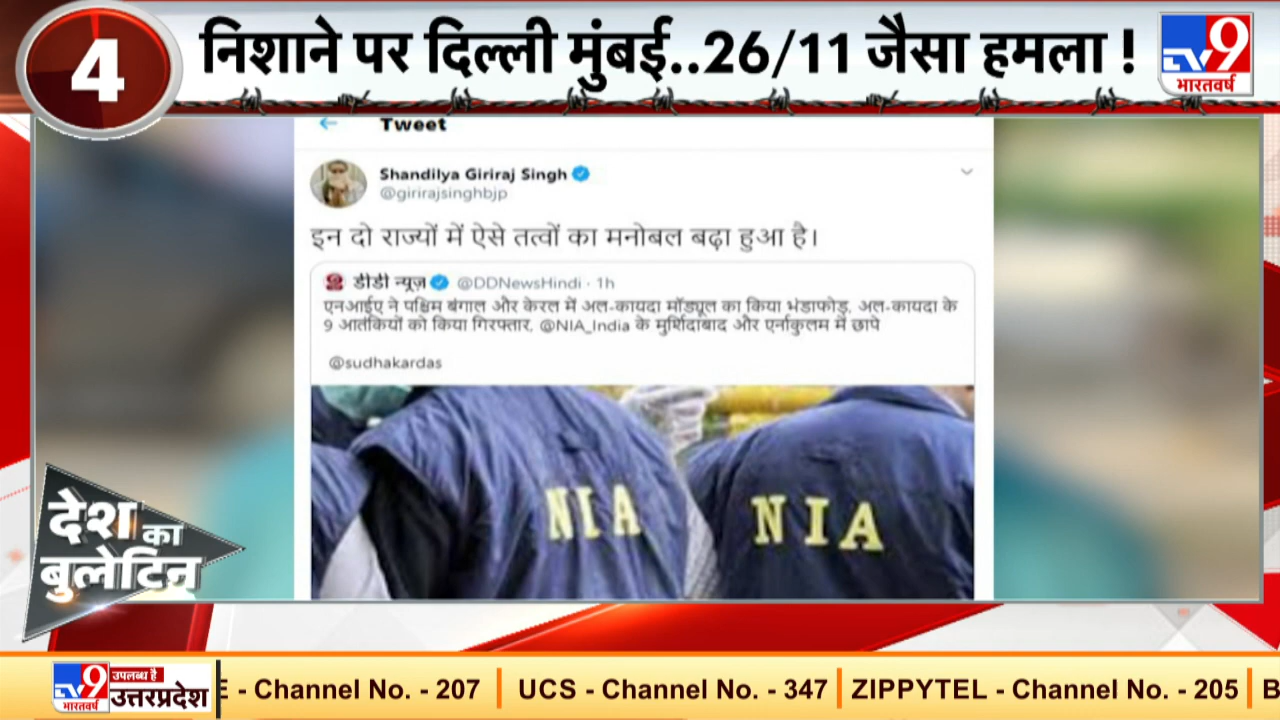 4
निशाने पर दिल्ली मुंबई..26/11 जैसा हमला !
TV9
भारतवर्ष
Tweet
Shandilya Giriraj Singh
@girirajsinghbjp
इन दो राज्यों में ऐसे तत्वों का मनोबल बढ़ा हुआ है।
डीडी न्यूज़ @DDNewsHindi · 1h
एनआईए ने पश्चिम बंगाल और केरल में अल-कायदा मॉड्यूल का किया भंडाफोड़, अल-कायदा के
9 आतंकियों को किया गिरफ्तार, @NIA_India के मुर्शिदाबाद और एर्नाकुलम में छापे
@sudhakardas
NIA
NIA
देश का
बुलेटिन
TV9
भारतवर्ष
उपलब्ध है
उत्तरप्रदेश
E - Channel No. - 207 | UCS - Channel No. - 347 | ZIPPYTEL - Channel No. - 205 | B